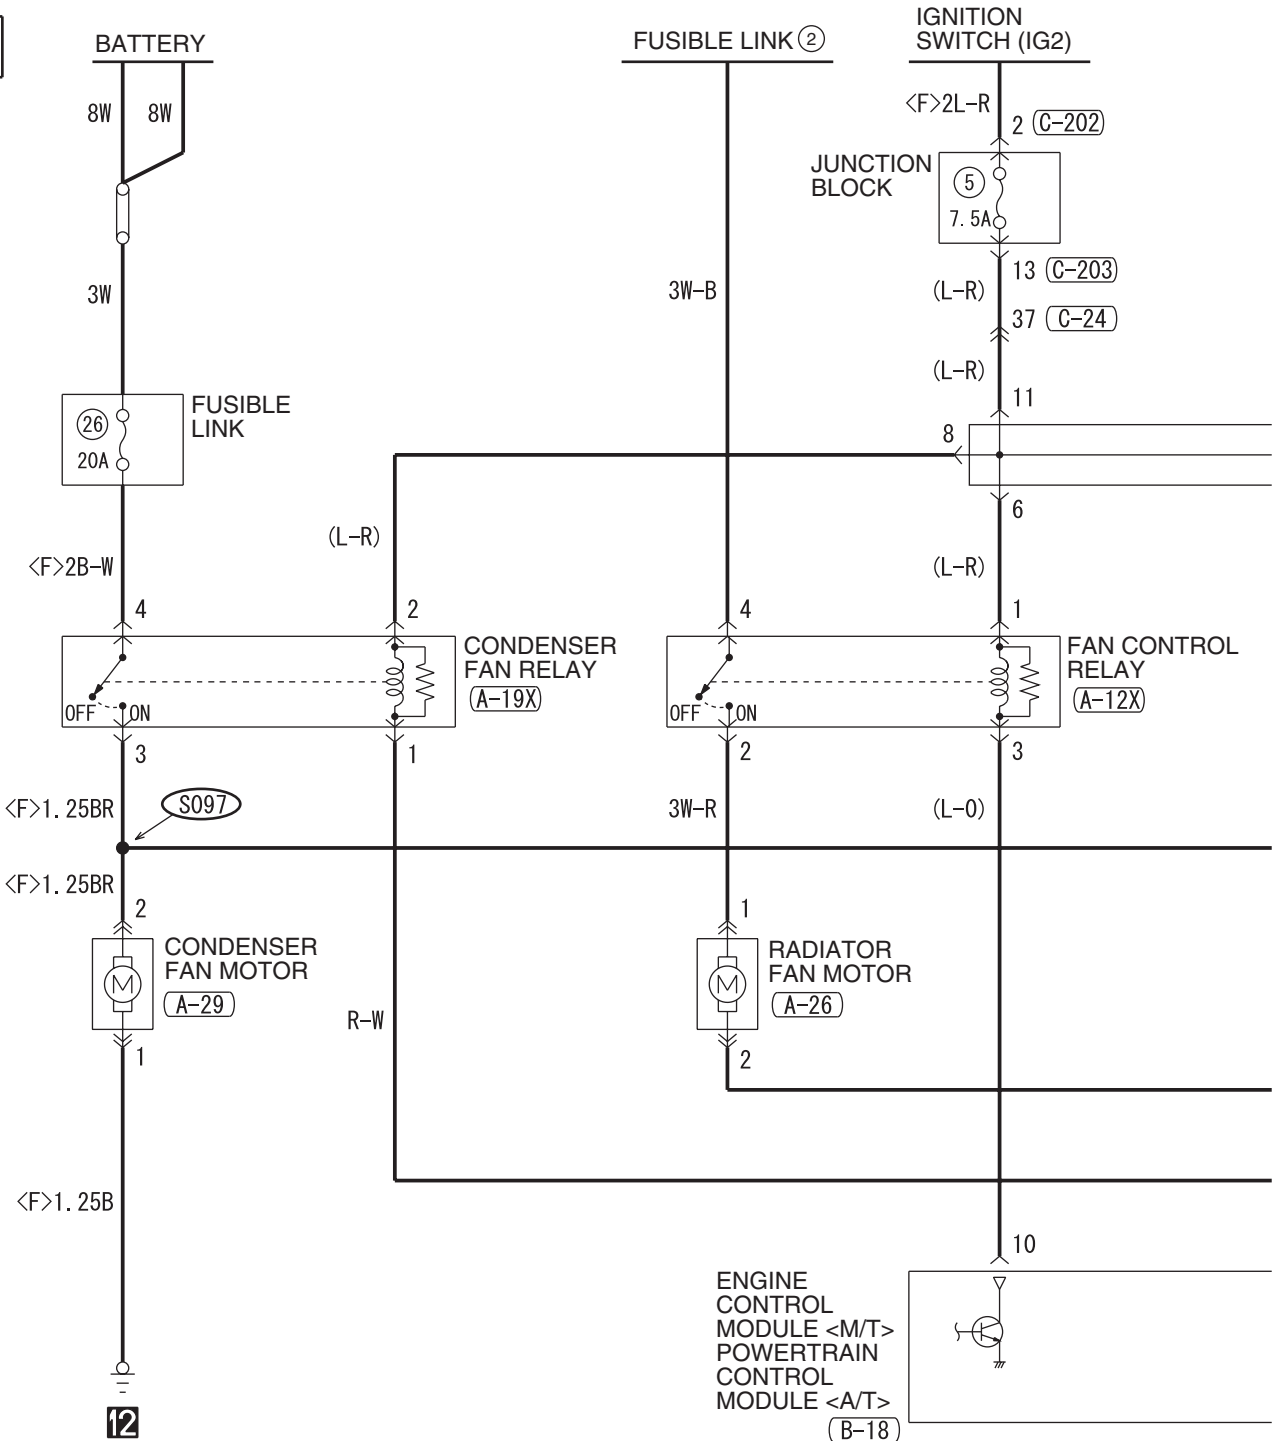 BATTERY
FUSIBLE LINK ②
IGNITION
SWITCH (IG2)
8W
8W
<F>2L-R
2
C-202
JUNCTION
BLOCK
5
7.5A
3W
3W-B
(L-R)
13
C-203
37
C-24
(L-R)
11
26
20A
FUSIBLE
LINK
8
6
<F>2B-W
(L-R)
(L-R)
4
2
4
1
OFF
ON
CONDENSER
FAN RELAY
A-19X
OFF
ON
FAN CONTROL
RELAY
A-12X
3
1
2
3
<F>1.25BR
S097
3W-R
(L-O)
<F>1.25BR
2
1
M
CONDENSER
FAN MOTOR
A-29
M
RADIATOR
FAN MOTOR
A-26
R-W
1
2
<F>1.25B
10
ENGINE
CONTROL
MODULE <M/T>
POWERTRAIN
CONTROL
MODULE <A/T>
B-18
12